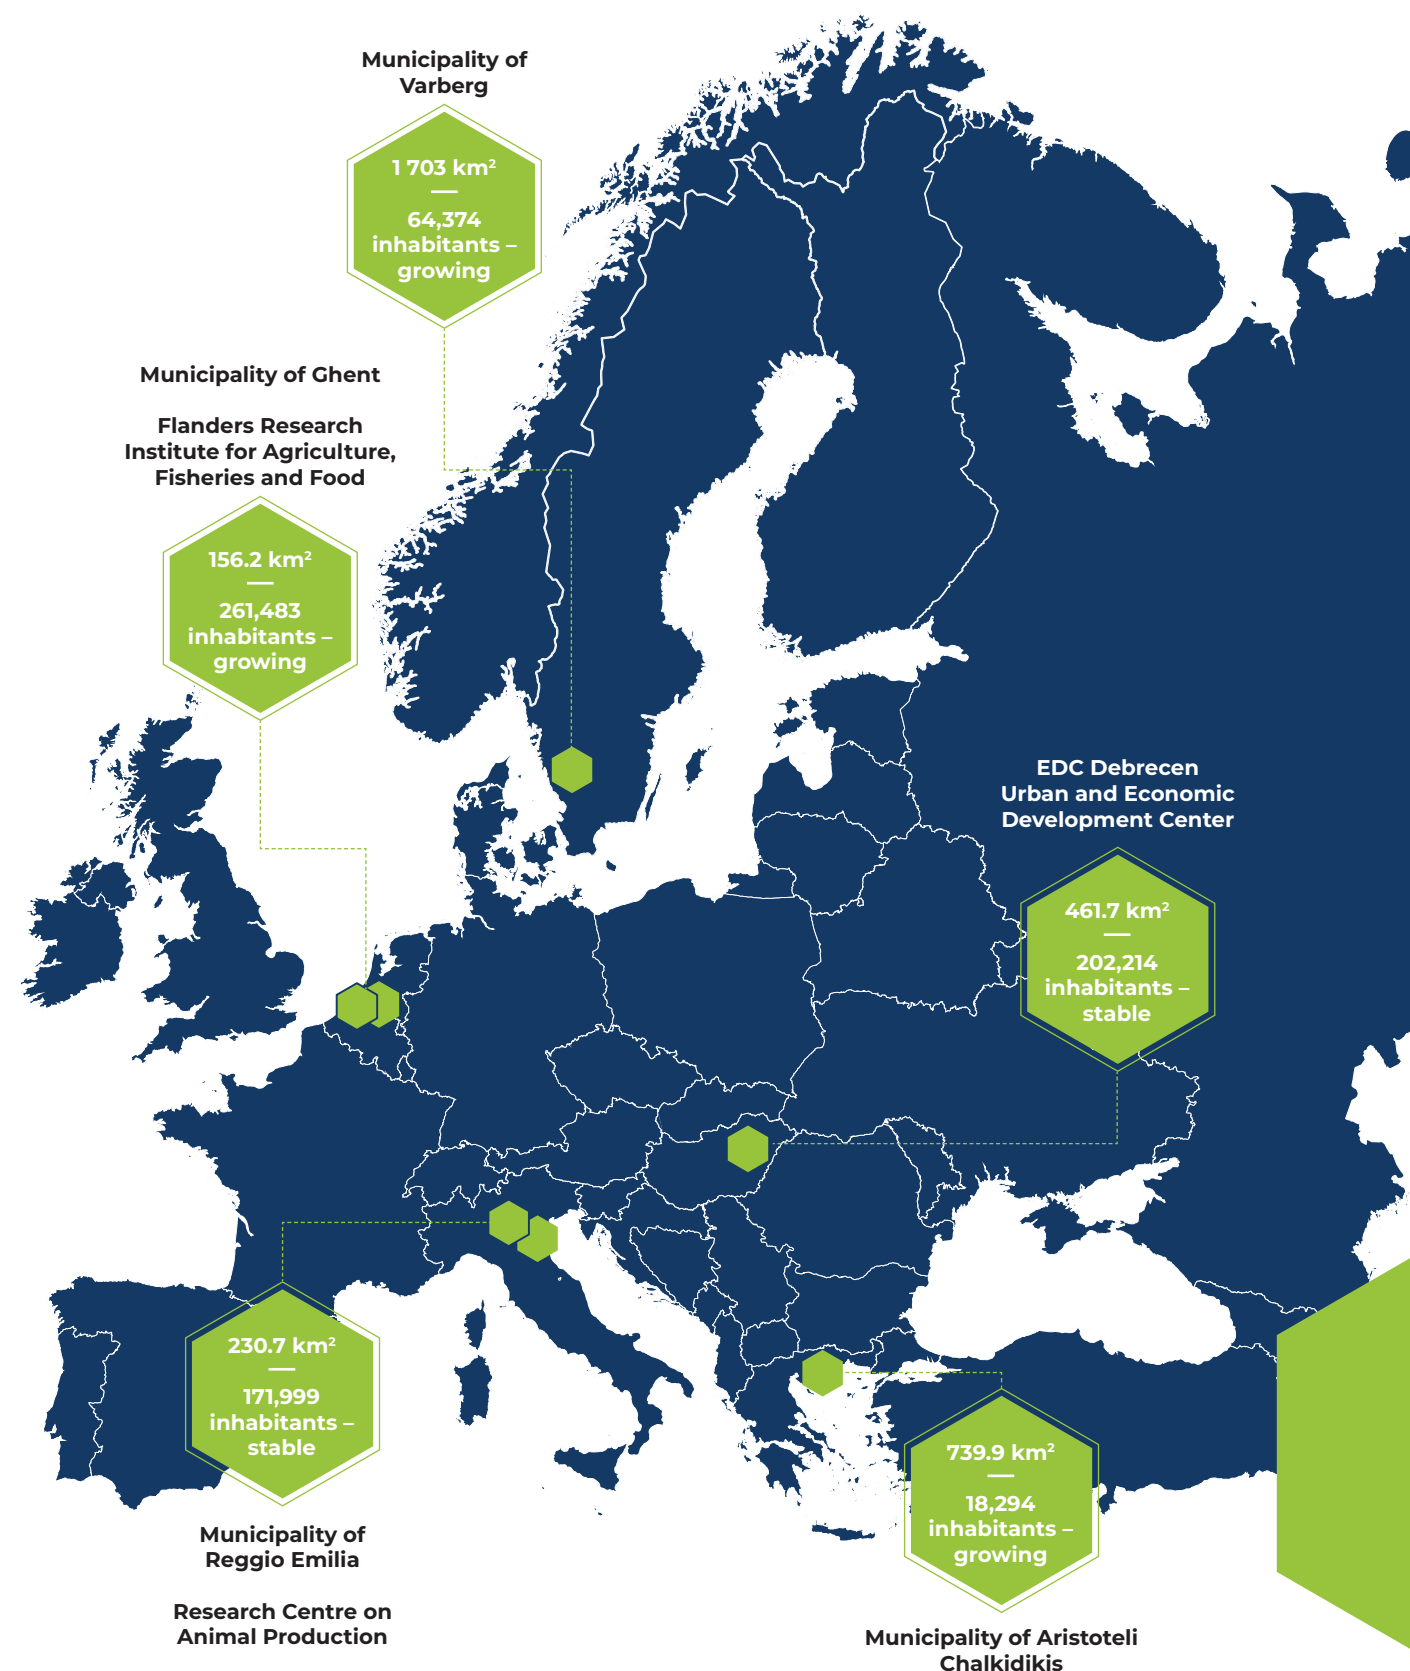 Municipality of
Varberg
1 703 km²
64,374
inhabitants –
growing
Municipality of Ghent
Flanders Research
Institute for Agriculture,
Fisheries and Food
156.2 km²
261,483
inhabitants –
growing
EDC Debrecen
Urban and Economic
Development Center
461.7 km²
202,214
inhabitants –
stable
230.7 km²
171,999
inhabitants –
stable
Municipality of
Reggio Emilia
Research Centre on
Animal Production
739.9 km²
18,294
inhabitants –
growing
Municipality of Aristoteli
Chalkidikis